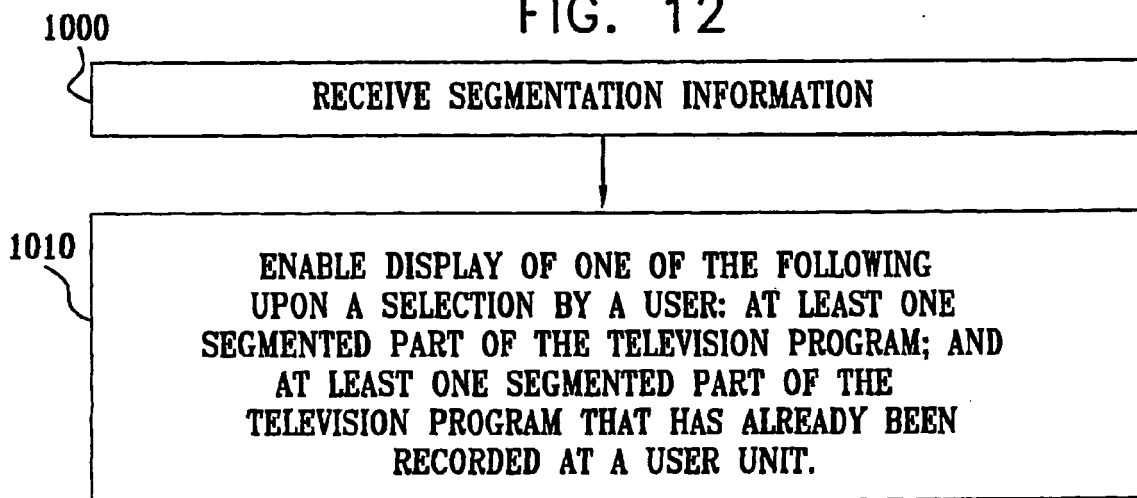 FIG. 12
1000
RECEIVE SEGMENTATION INFORMATION
1010
ENABLE DISPLAY OF ONE OF THE FOLLOWING
UPON A SELECTION BY A USER: AT LEAST ONE
SEGMENTED PART OF THE TELEVISION PROGRAM; AND
AT LEAST ONE SEGMENTED PART OF THE
TELEVISION PROGRAM THAT HAS ALREADY BEEN
RECORDED AT A USER UNIT.